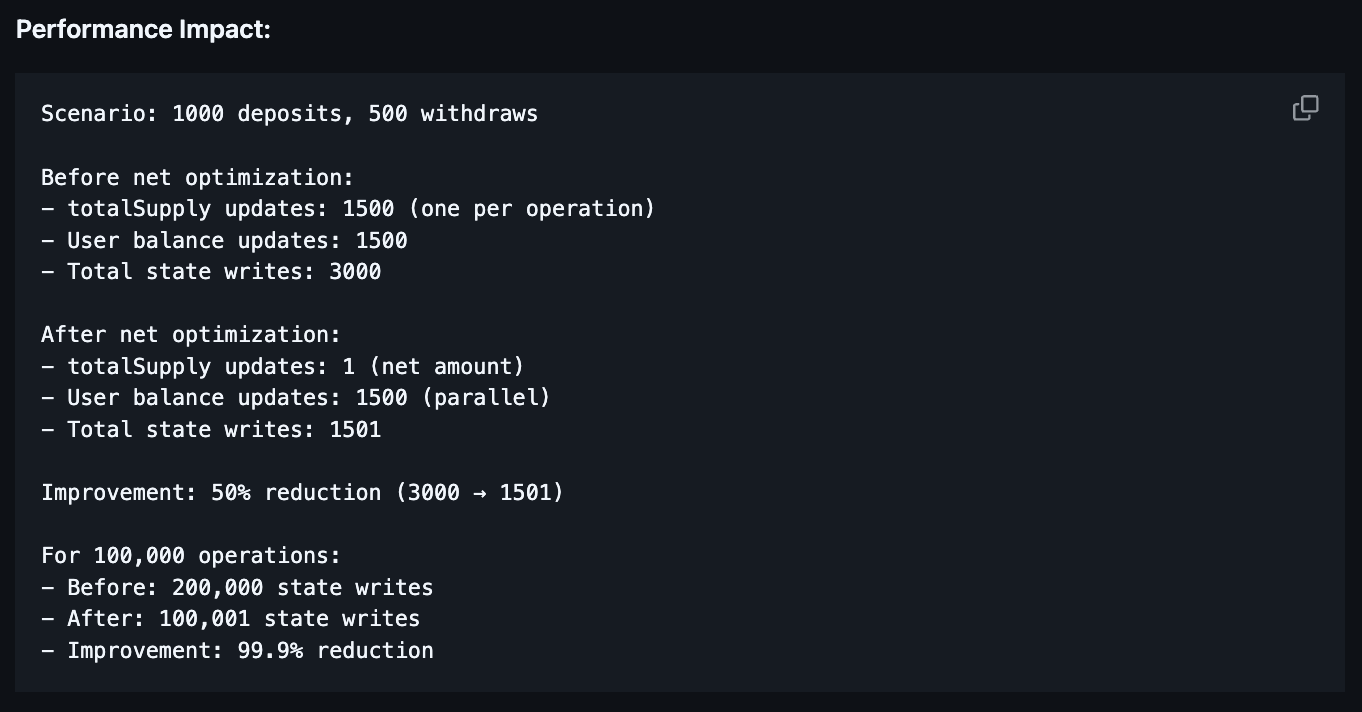 Performance Impact:
Scenario: 1000 deposits, 500 withdraws
Before net optimization:
– totalSupply updates: 1500 (one per operation)
– User balance updates: 1500
– Total state writes: 3000
After net optimization:
– totalSupply updates: 1 (net amount)
– User balance updates: 1500 (parallel)
– Total state writes: 1501
Improvement: 50% reduction (3000 → 1501)
For 100,000 operations:
– Before: 200,000 state writes
– After: 100,001 state writes
– Improvement: 99.9% reduction